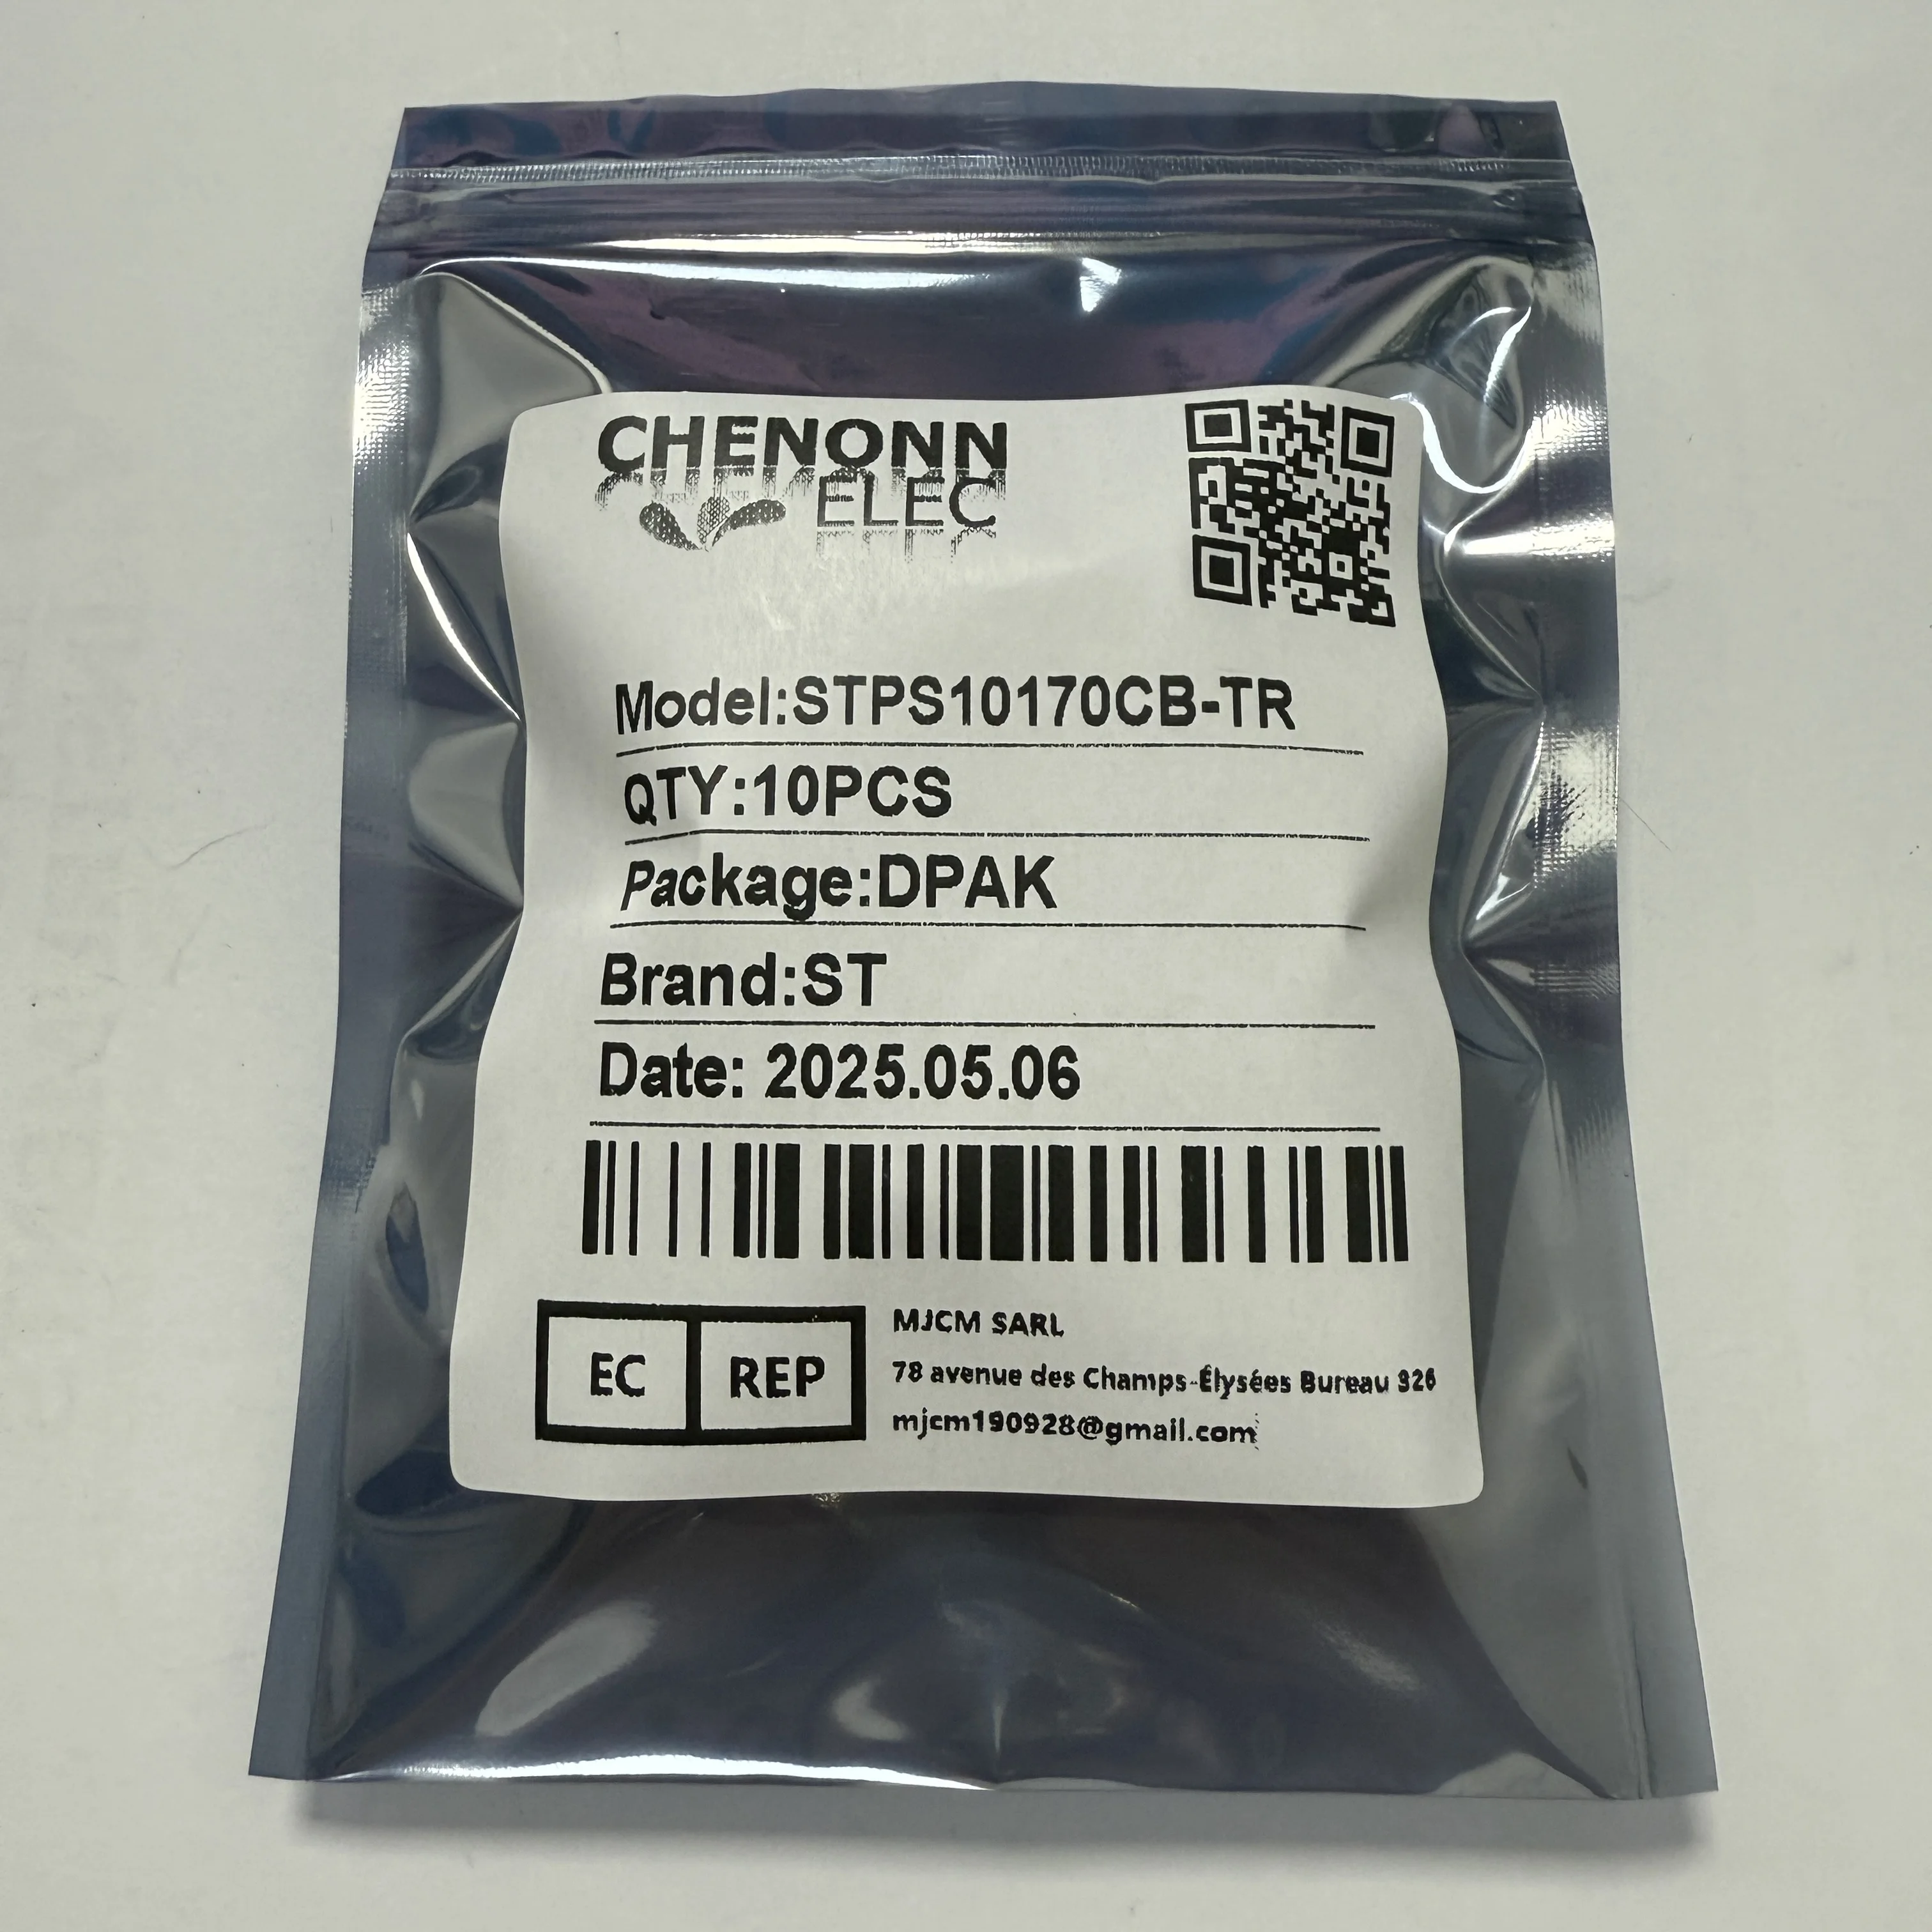 CHENONN
ELEC
Model:STPS10170CB-TR
QTY:10PCS
Package:DPAK
Brand:ST
Date: 2025.05.06
EC REP
MJCM SARL
78 avenue des Champs-Élysées Bureau 326
mjcm190928@gmail.com